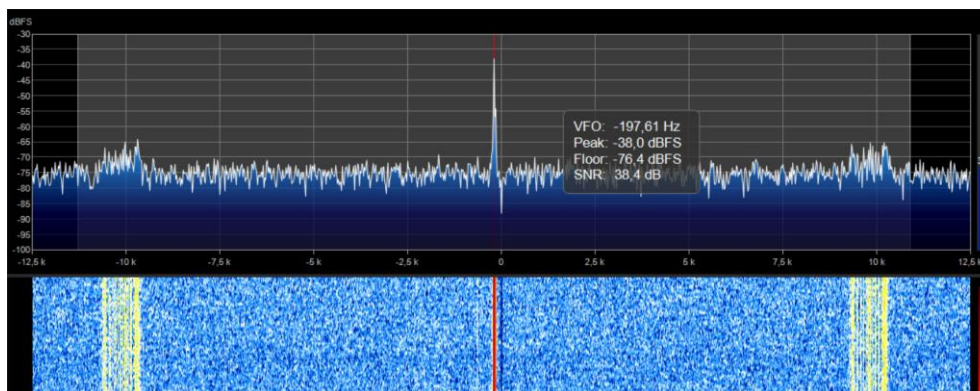 dBFS
-30
-35
-40
-45
-50
-55
-60
-65
-70
-75
-80
-85
-90
-95
-100
VFO: -197,61 Hz
Peak: -38,0 dBFS
Floor: -76,4 dBFS
SNR: 38,4 dB
-12,5 k -10 k -7,5 k -5 k -2,5 k 0 2,5 k 5 k 7,5 k 10 k 12,5 k